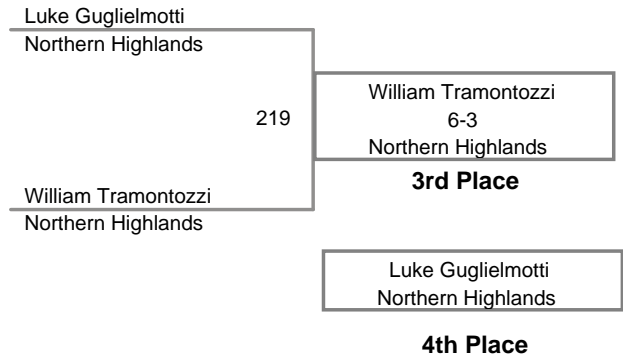 Luke Guglielmotti
Northern Highlands
219
William Tramontozzi
6-3
Northern Highlands
3rd Place
William Tramontozzi
Northern Highlands
Luke Guglielmotti
Northern Highlands
4th Place